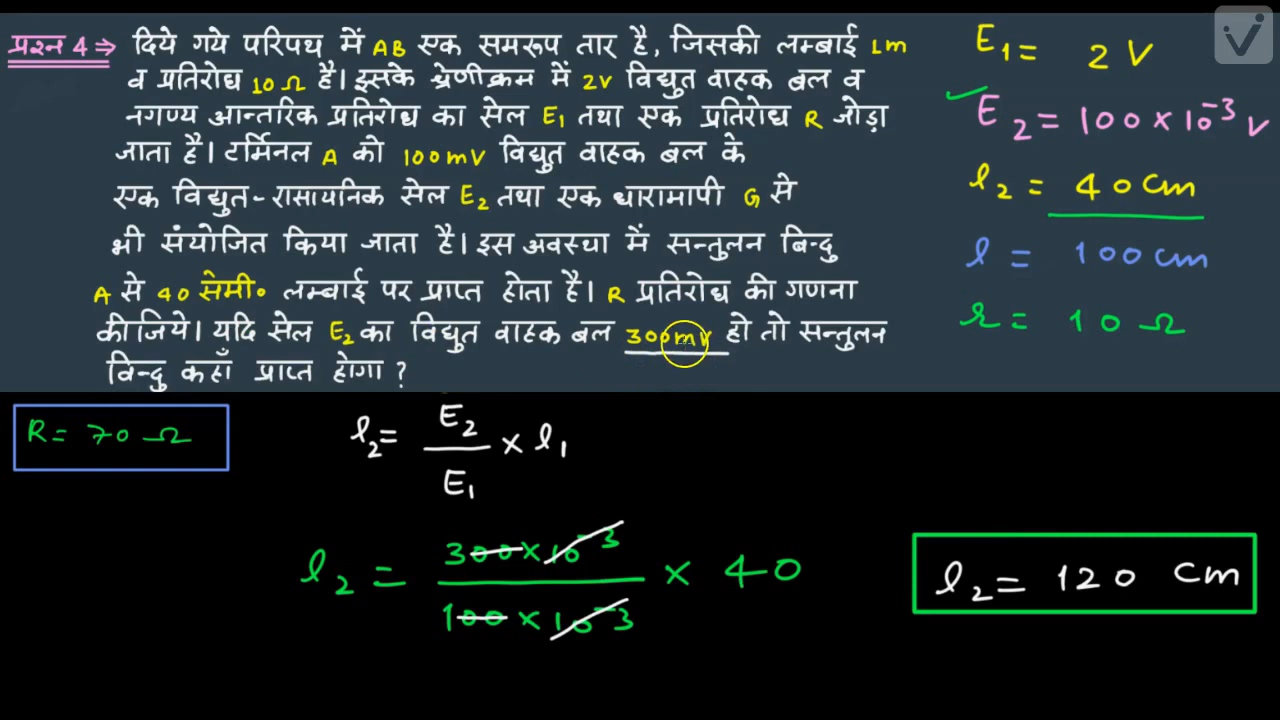 प्रश्न 4 ⇒ दिये गये परिपथ में AB एक समरूप तार है, जिसकी लम्बाई 1m
व प्रतिरोध 10 Ω है। इसके श्रेणीक्रम में 2V विद्युत वाहक बल व
नगण्य आन्तरिक प्रतिरोध का सेल E₁ तथा एक प्रतिरोध R जोड़ा
जाता है। टर्मिनल A को 100mV विद्युत वाहक बल के
एक विद्युत-रासायनिक सेल E₂ तथा एक धारामापी G से
भी संयोजित किया जाता है। इस अवस्था में सन्तुलन बिन्दु
A से 40 सेमी० लम्बाई पर प्राप्त होता है। R प्रतिरोध की गणना
कीजिये। यदि सेल E₂ का विद्युत वाहक बल 300mV हो तो सन्तुलन
बिन्दु कहाँ प्राप्त होगा ?
E₁ = 2 V
E₂ = 100 × 10⁻³ V
l₂ = 40 cm
l = 100 cm
r = 10 Ω
R = 70 Ω
l₂ = E₂ / E₁ × l₁
l₂ = 300 × 10⁻³ / 100 × 10⁻³ × 40
l₂ = 120 cm